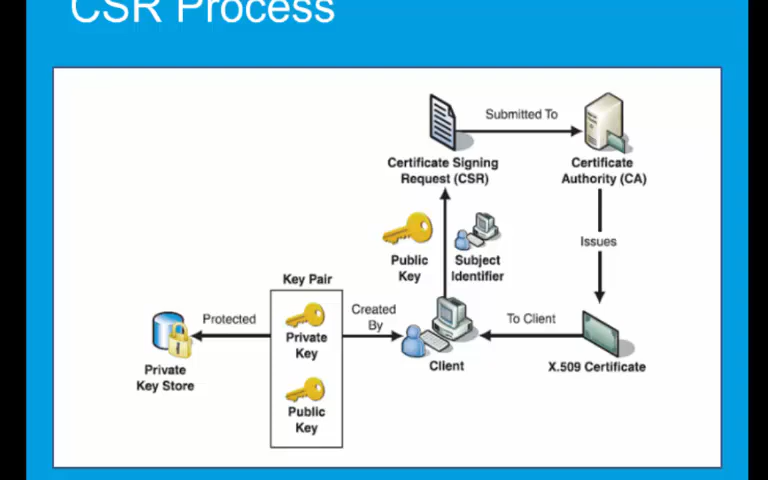 CSR Process
Submitted To
Certificate Signing
Request (CSR)
Certificate
Authority (CA)
Issues
Public
Key
Subject
Identifier
Key Pair
Protected
Private
Key
Created
By
To Client
Client
X.509 Certificate
Private
Key Store
Public
Key